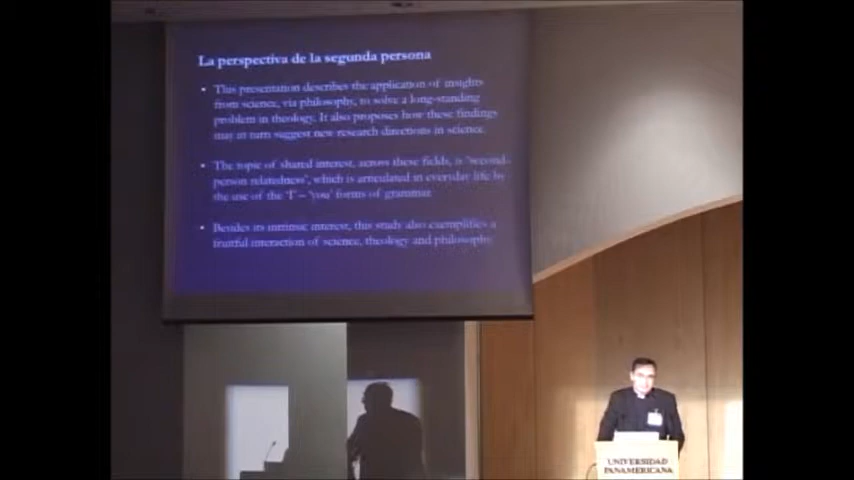 La perspectiva de la segunda persona
• This presentation describes the application of insights
from science, via philosophy, to solve a long-standing
problem in theology. It also proposes how these findings
may in turn suggest new research directions in science.
• The topic of shared interest, across these fields, is 'second-
person relatedness', which is articulated in everyday life by
the use of the 'I' – 'you' forms of grammar.
• Besides its intrinsic interest, this study also exemplifies a
fruitful interaction of science, theology and philosophy.
UNIVERSIDAD
PANAMERICANA